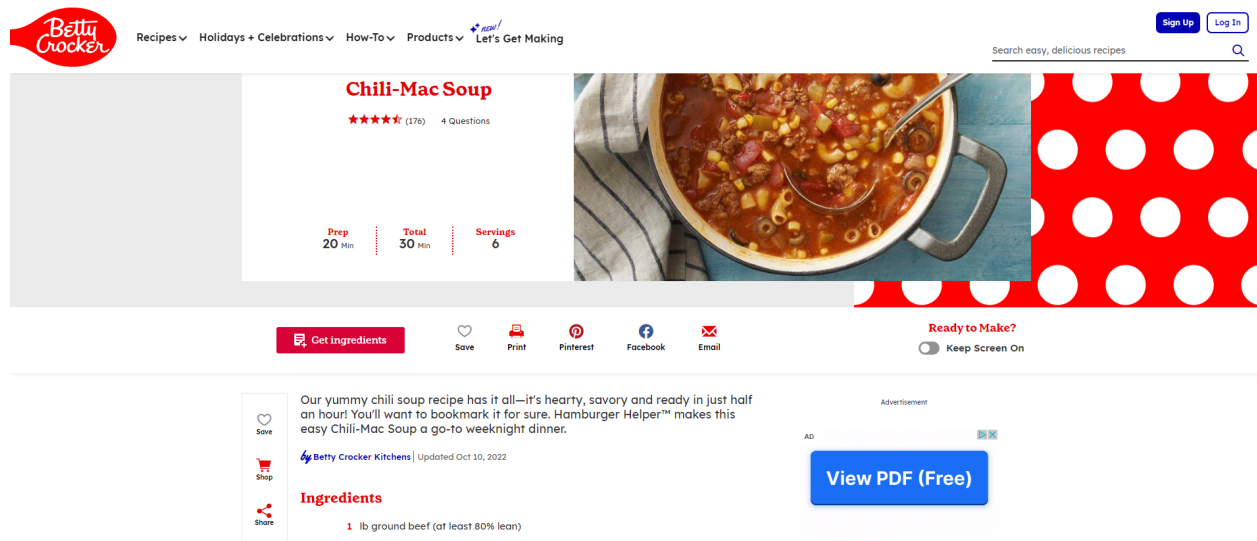 Betty
Crocker
Recipes
Holidays + Celebrations
How-To
Products
new!
Let's Get Making
Sign Up
Log In
Search easy, delicious recipes
Chili-Mac Soup
(176)
4 Questions
Prep
20 Min
Total
30 Min
Servings
6
Get ingredients
Save
Print
Pinterest
Facebook
Email
Ready to Make?
Keep Screen On
Save
Shop
Share
Our yummy chili soup recipe has it all—it's hearty, savory and ready in just half
an hour! You'll want to bookmark it for sure. Hamburger Helper™ makes this
easy Chili-Mac Soup a go-to weeknight dinner.
by Betty Crocker Kitchens | Updated Oct 10, 2022
Ingredients
1 lb ground beef (at least 80% lean)
Advertisement
AD
View PDF (Free)